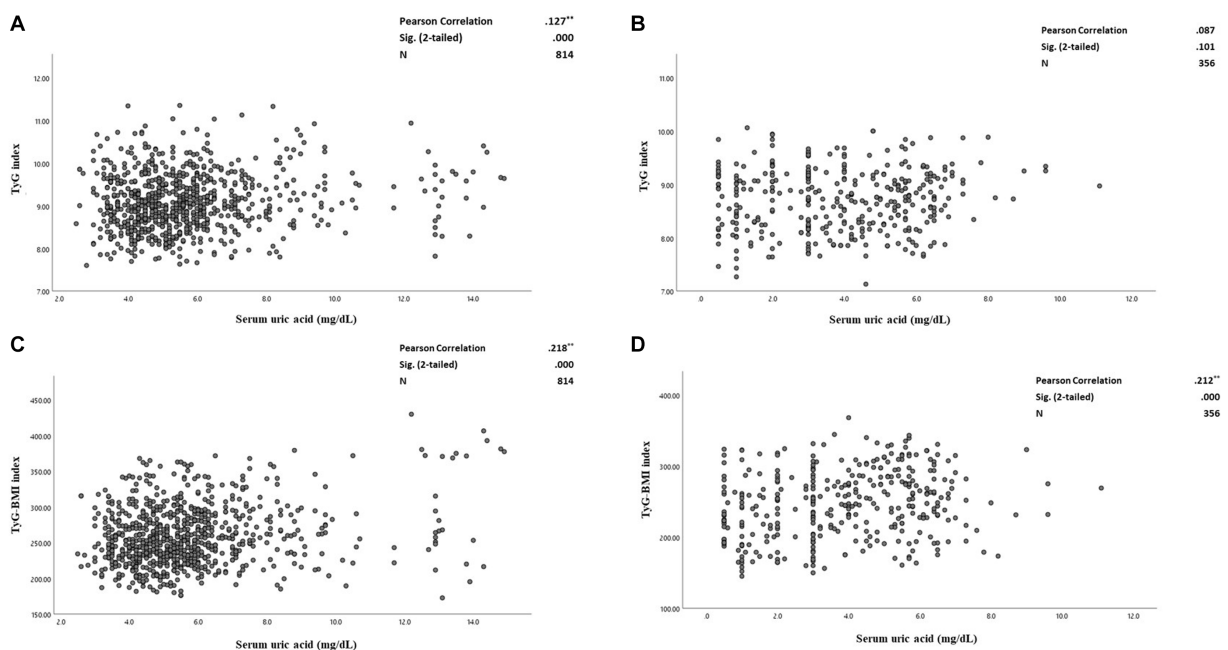 A
Pearson Correlation .127**
Sig. (2-tailed) .000
N 814
12.00
11.00
10.00
9.00
8.00
7.00
TyG index
2.0 4.0 6.0 8.0 10.0 12.0 14.0
Serum uric acid (mg/dL)
B
Pearson Correlation .087
Sig. (2-tailed) .101
N 356
11.00
10.00
9.00
8.00
7.00
TyG index
.0 2.0 4.0 6.0 8.0 10.0 12.0
Serum uric acid (mg/dL)
C
Pearson Correlation .218**
Sig. (2-tailed) .000
N 814
450.00
400.00
350.00
300.00
250.00
200.00
150.00
TyG-BMI index
2.0 4.0 6.0 8.0 10.0 12.0 14.0
Serum uric acid (mg/dL)
D
Pearson Correlation .212**
Sig. (2-tailed) .000
N 356
400.00
300.00
200.00
100.00
TyG-BMI index
.0 2.0 4.0 6.0 8.0 10.0 12.0
Serum uric acid (mg/dL)